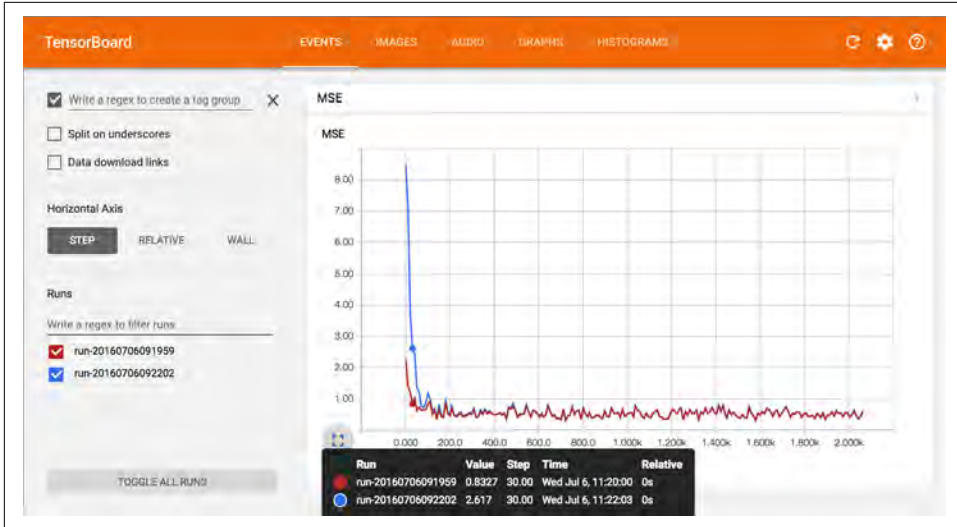 TensorBoard EVENTS IMAGES AUDIO GRAPHS HISTOGRAMS
Write a regex to create a tag group
Split on underscores
Data download links
Horizontal Axis
STEP RELATIVE WALL
Runs
Write a regex to filter runs
run-20160706091959
run-20160706092202
TOGGLE ALL RUNS
MSE
MSE
8.00
7.00
6.00
5.00
4.00
3.00
2.00
1.00
0.000 200.0 400.0 600.0 800.0 1.000k 1.200k 1.400k 1.600k 1.800k 2.000k
Run Value Step Time Relative
run-20160706091959 0.8327 30.00 Wed Jul 6, 11:20:00 0s
run-20160706092202 2.617 30.00 Wed Jul 6, 11:22:03 0s